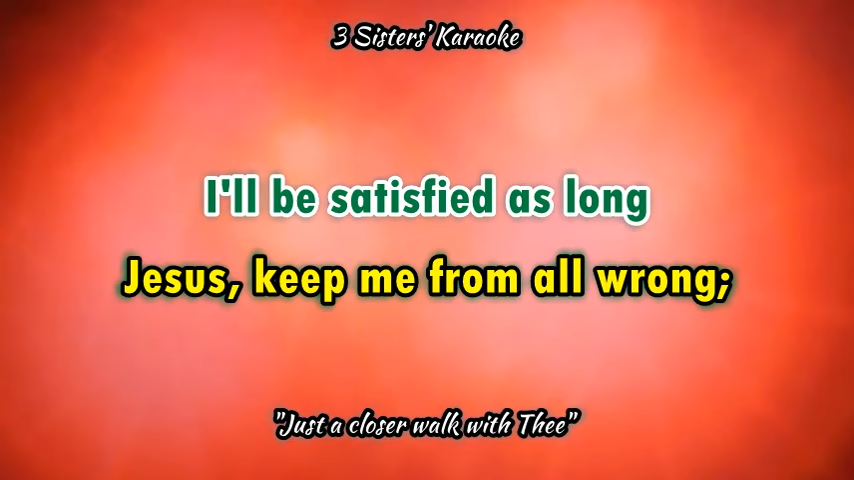 3 Sisters' Karaoke
I'll be satisfied as long
Jesus, keep me from all wrong;
"Just a closer walk with Thee"